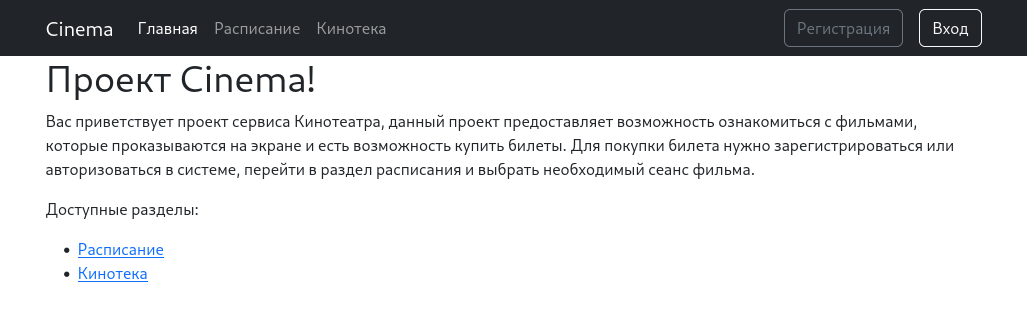 Cinema Главная Расписание Кинотека Регистрация Вход
Проект Cinema!
Вас приветствует проект сервиса Кинотеатра, данный проект предоставляет возможность ознакомиться с фильмами,
которые проказываются на экране и есть возможность купить билеты. Для покупки билета нужно зарегистрироваться или
авторизоваться в системе, перейти в раздел расписания и выбрать необходимый сеанс фильма.
Доступные разделы:
• Расписание
• Кинотека